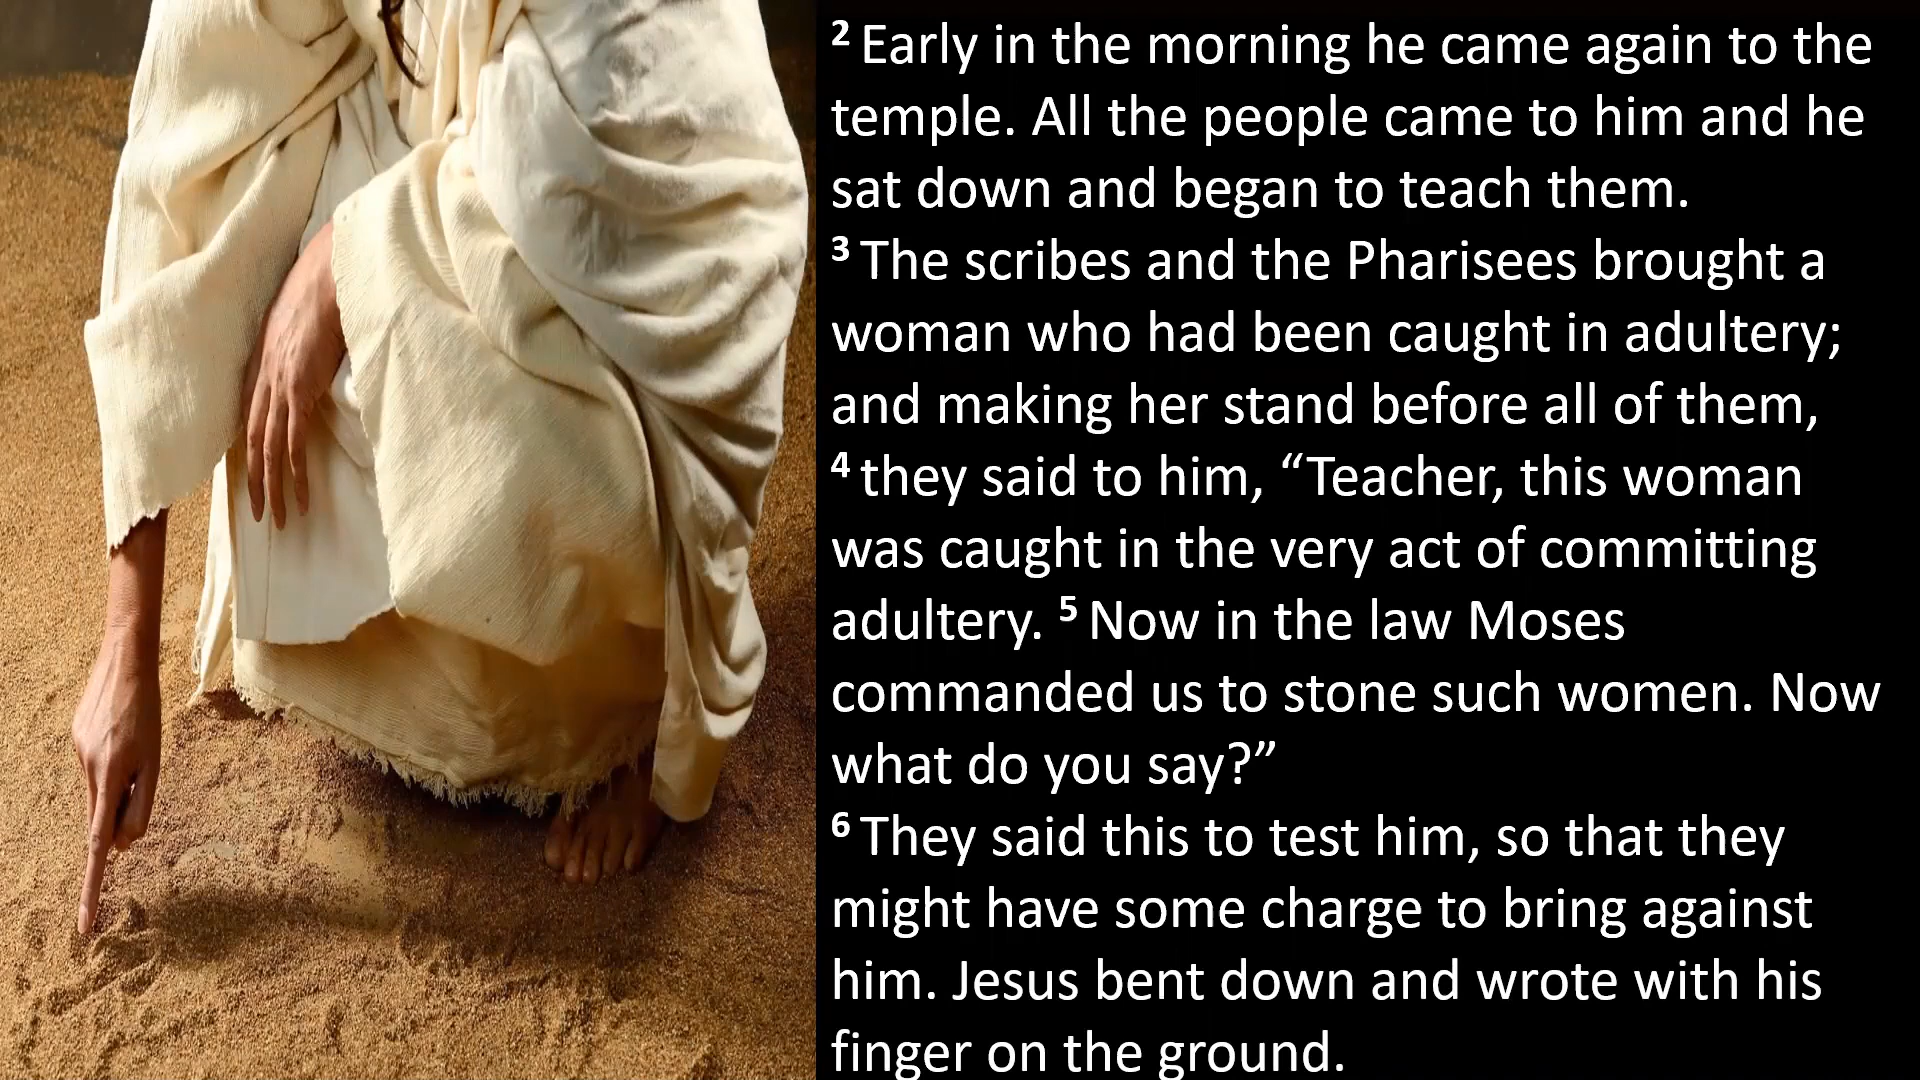 2 Early in the morning he came again to the
temple. All the people came to him and he
sat down and began to teach them.
3 The scribes and the Pharisees brought a
woman who had been caught in adultery;
and making her stand before all of them,
4 they said to him, “Teacher, this woman
was caught in the very act of committing
adultery. 5 Now in the law Moses
commanded us to stone such women. Now
what do you say?”
6 They said this to test him, so that they
might have some charge to bring against
him. Jesus bent down and wrote with his
finger on the ground.